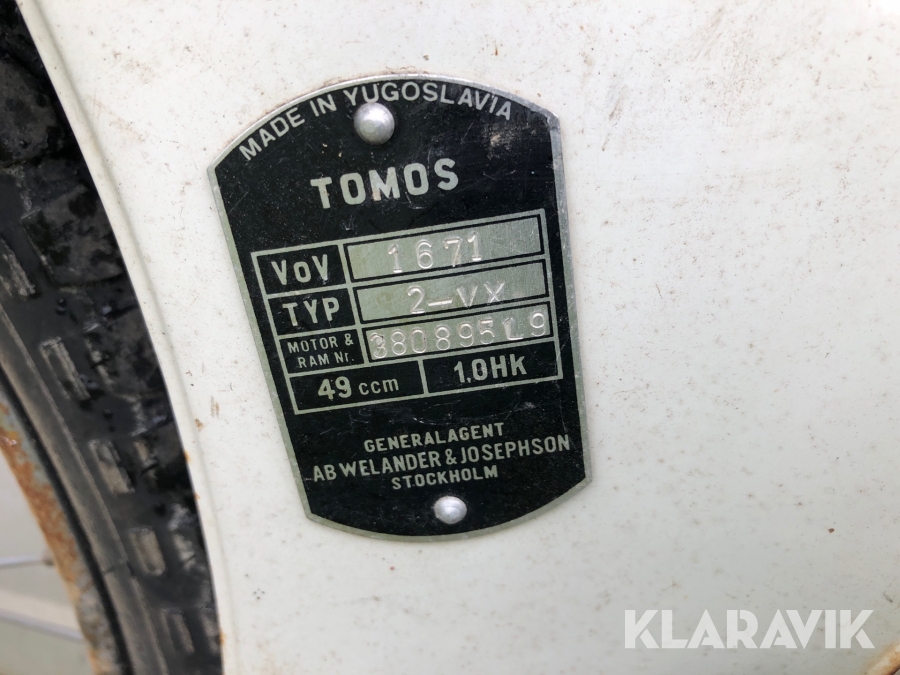 MADE IN YUGOSLAVIA
TOMOS
VoV 1671
TYP 2-VX
MOTOR & RAM Nr.
49 ccm 1,0HK
GENERALAGENT
AB WELANDER & JOSEPHSON
STOCKHOLM
KLARAVIK